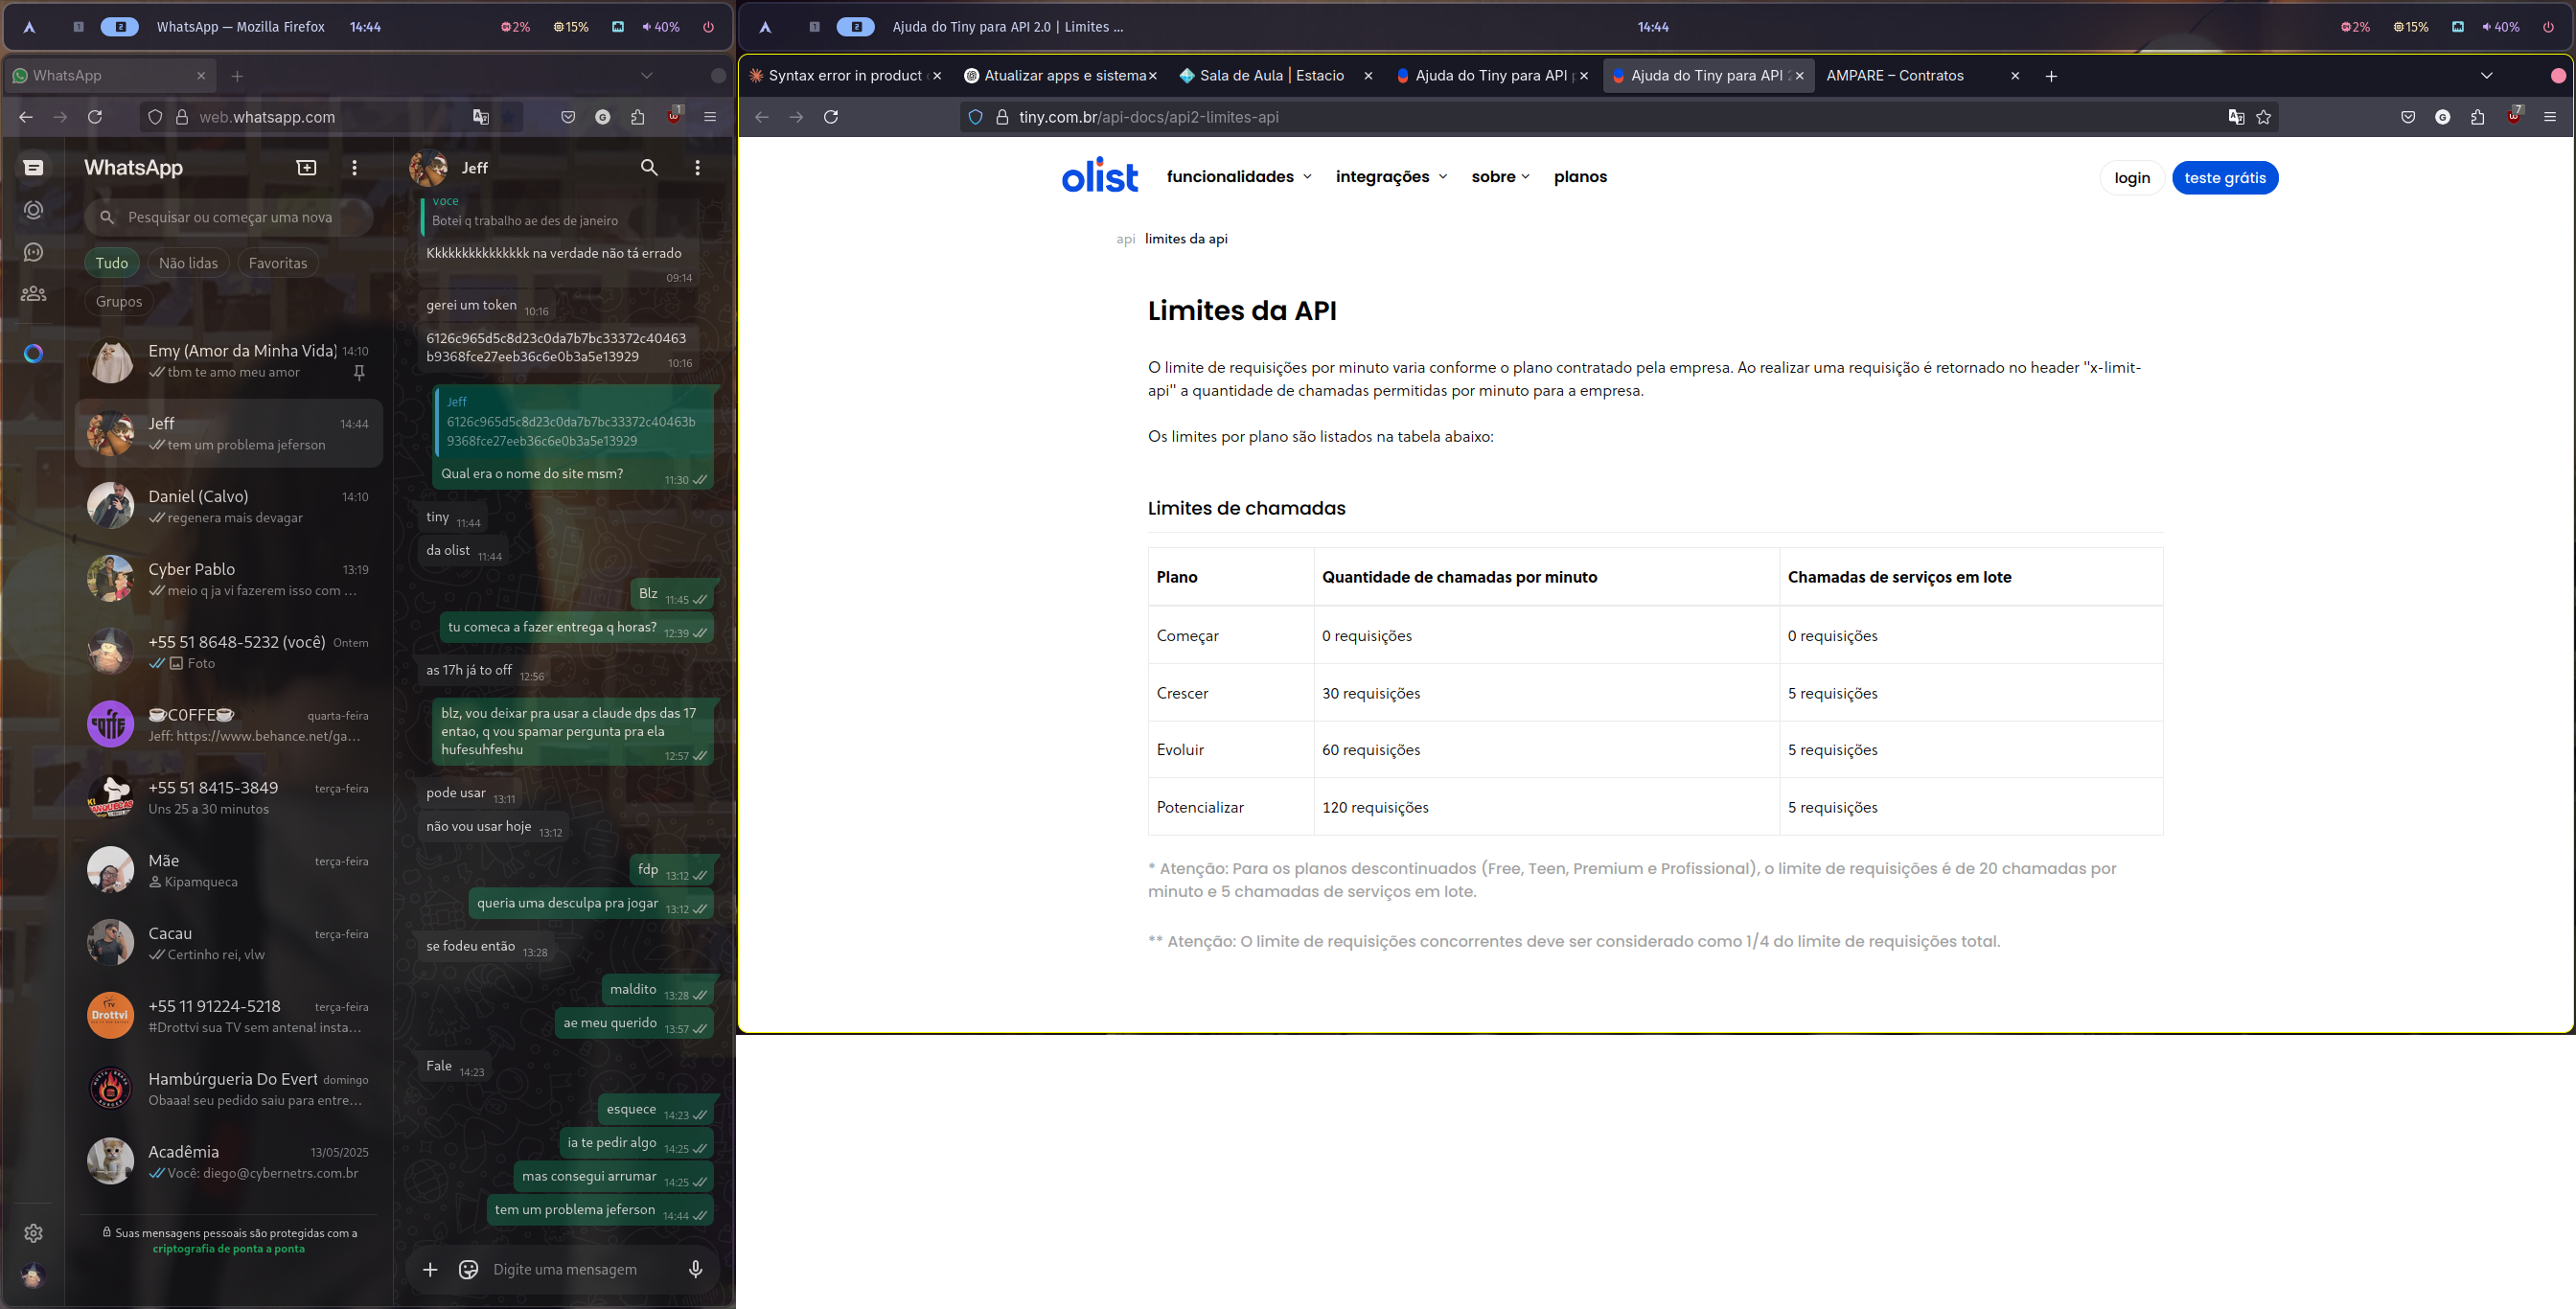 1 2 WhatsApp — Mozilla Firefox 14:44 2% 15% 40%
WhatsApp
web.whatsapp.com 1
WhatsApp
Pesquisar ou começar uma nova
Tudo Não lidas Favoritas
Grupos
Emy (Amor da Minha Vida) 14:10
tbm te amo meu amor
Jeff 14:44
tem um problema jeferson
Daniel (Calvo) 14:10
regenera mais devagar
Cyber Pablo 13:19
meio q ja vi fazerem isso com ...
+55 51 8648-5232 (você) Ontem
Foto
☕C0FFE☕ quarta-feira
Jeff: https://www.behance.net/ga...
+55 51 8415-3849 terça-feira
Uns 25 a 30 minutos
Mãe terça-feira
Kipamqueca
Cacau terça-feira
Certinho rei, vlw
+55 11 91224-5218 terça-feira
#Drottvi sua TV sem antena! insta...
Hambúrgueria Do Evert domingo
Obaaa! seu pedido saiu para entre...
Acadêmia 13/05/2025
Você: diego@cybernetrs.com.br
Suas mensagens pessoais são protegidas com a
criptografia de ponta a ponta
Jeff
você
Botei q trabalho ae des de janeiro
Kkkkkkkkkkkkkk na verdade não tá errado
09:14
gerei um token 10:16
6126c965d5c8d23c0da7b7bc33372c40463
b9368fce27eeb36c6e0b3a5e13929 10:16
Jeff
6126c965d5c8d23c0da7b7bc33372c40463b
9368fce27eeb36c6e0b3a5e13929
Qual era o nome do site msm? 11:30
tiny 11:44
da olist 11:44
Blz 11:45
tu comeca a fazer entrega q horas? 12:39
as 17h já to off 12:56
blz, vou deixar pra usar a claude dps das 17
entao, q vou spamar pergunta pra ela
hufesuhfeshu 12:57
pode usar 13:11
não vou usar hoje 13:12
fdp 13:12
queria uma desculpa pra jogar 13:12
se fodeu então 13:28
maldito 13:28
ae meu querido 13:57
Fale 14:23
esquece 14:23
ia te pedir algo 14:25
mas consegui arrumar 14:25
tem um problema jeferson 14:44
Digite uma mensagem
1 2 Ajuda do Tiny para API 2.0 | Limites ... 14:44 2% 15% 40%
Syntax error in product Atualizar apps e sistema Sala de Aula | Estacio Ajuda do Tiny para API Ajuda do Tiny para API AMPARE – Contratos
tiny.com.br/api-docs/api2-limites-api 7
olist funcionalidades integrações sobre planos login teste grátis
api limites da api
Limites da API
O limite de requisições por minuto varia conforme o plano contratado pela empresa. Ao realizar uma requisição é retornado no header "x-limit-
api" a quantidade de chamadas permitidas por minuto para a empresa.
Os limites por plano são listados na tabela abaixo:
Limites de chamadas
Plano Quantidade de chamadas por minuto Chamadas de serviços em lote
Começar 0 requisições 0 requisições
Crescer 30 requisições 5 requisições
Evoluir 60 requisições 5 requisições
Potencializar 120 requisições 5 requisições
* Atenção: Para os planos descontinuados (Free, Teen, Premium e Profissional), o limite de requisições é de 20 chamadas por
minuto e 5 chamadas de serviços em lote.
** Atenção: O limite de requisições concorrentes deve ser considerado como 1/4 do limite de requisições total.